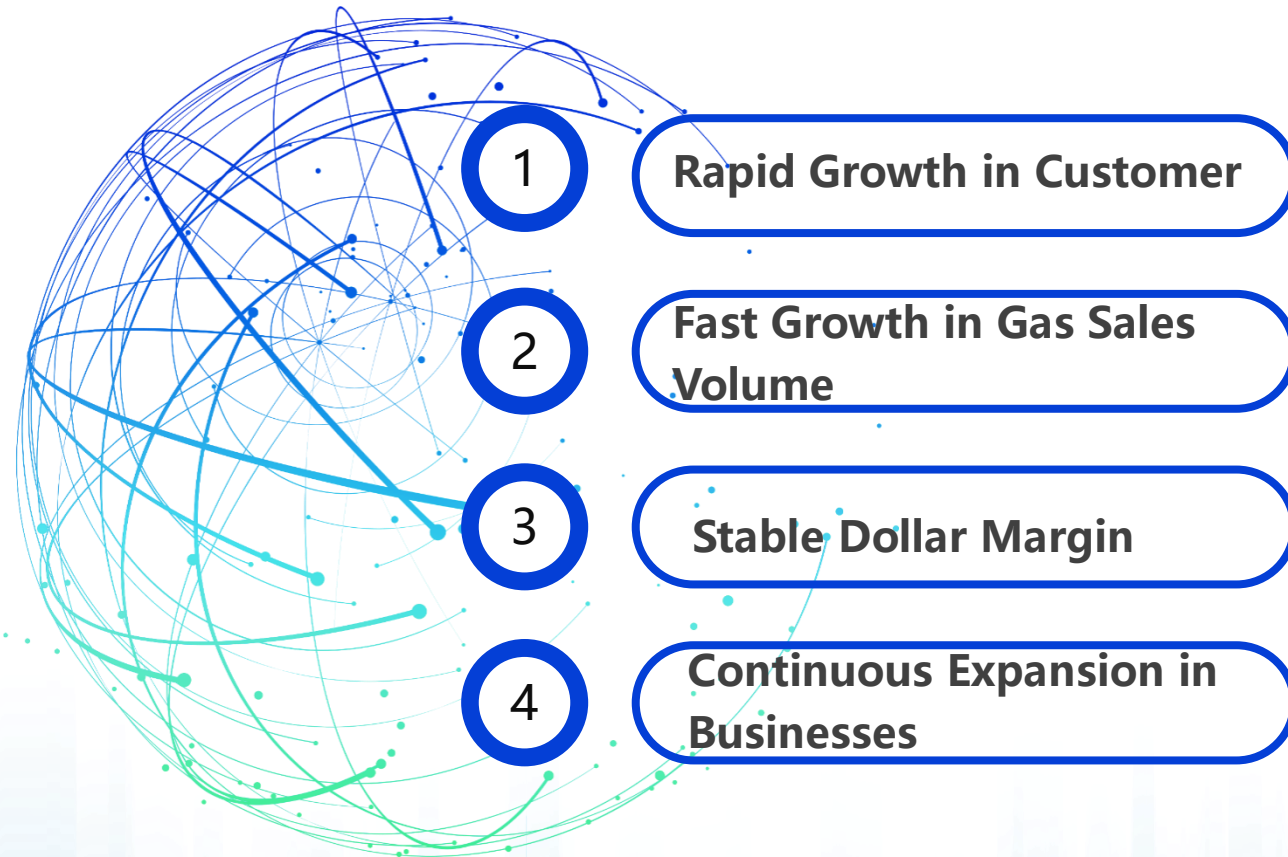 1
Rapid Growth in Customer
2
Fast Growth in Gas Sales
Volume
3
Stable Dollar Margin
4
Continuous Expansion in
Businesses